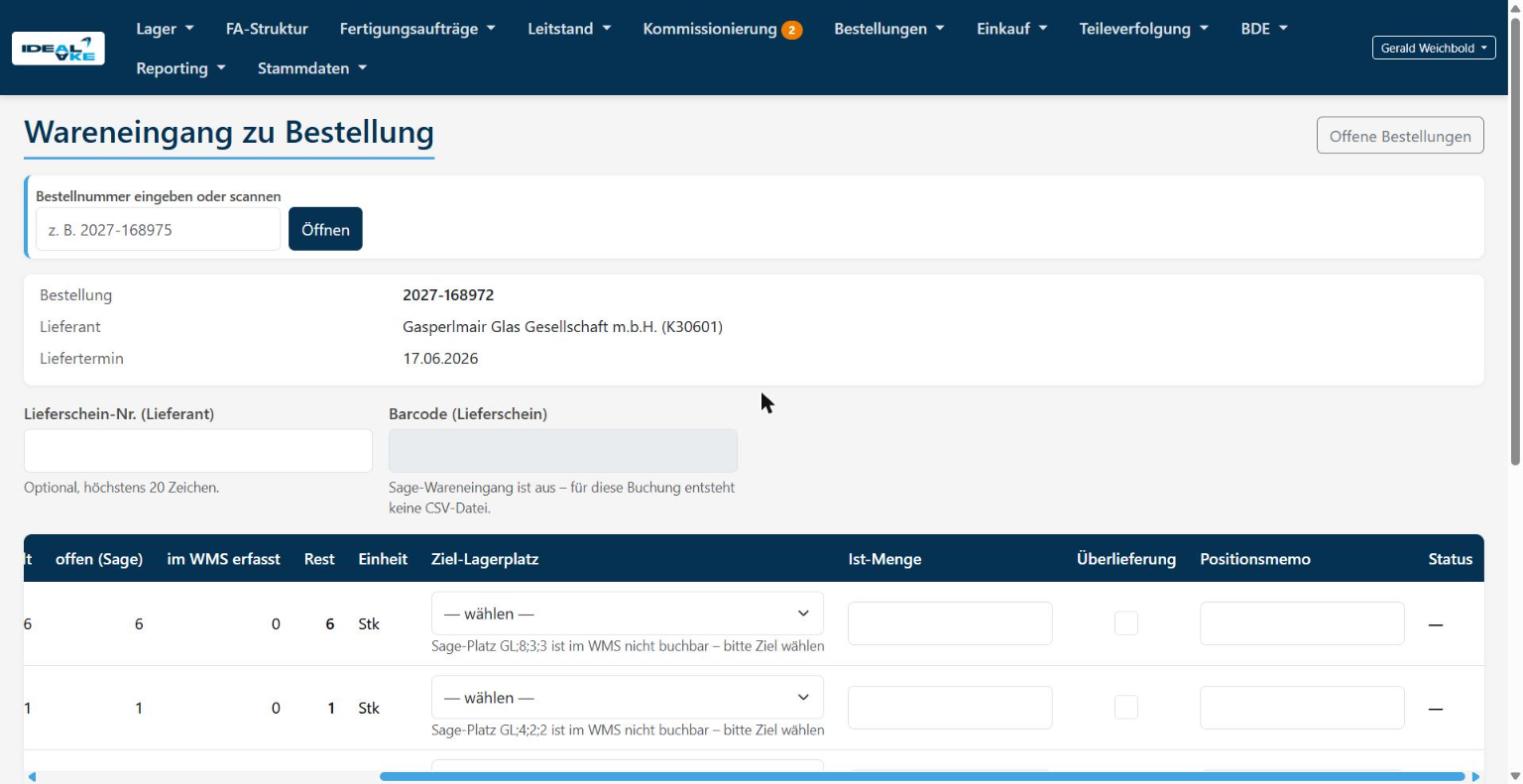 Lager FA-Struktur Fertigungsaufträge Leitstand Kommissionierung 2 Bestellungen Einkauf Teileverfolgung BDE
IDEAL AKE
Gerald Weichbold
Reporting Stammdaten
Wareneingang zu Bestellung
Offene Bestellungen
Bestellnummer eingeben oder scannen
z. B. 2027-168975 Öffnen
Bestellung 2027-168972
Lieferant Gasperlmair Glas Gesellschaft m.b.H. (K30601)
Liefertermin 17.06.2026
Lieferschein-Nr. (Lieferant) Barcode (Lieferschein)
Optional, höchstens 20 Zeichen. Sage-Wareneingang ist aus – für diese Buchung entsteht
keine CSV-Datei.
lt offen (Sage) im WMS erfasst Rest Einheit Ziel-Lagerplatz Ist-Menge Überlieferung Positionsmemo Status
6 6 0 6 Stk — wählen — —
Sage-Platz GL;8;3;3 ist im WMS nicht buchbar – bitte Ziel wählen
1 1 0 1 Stk — wählen — —
Sage-Platz GL;4;2;2 ist im WMS nicht buchbar – bitte Ziel wählen